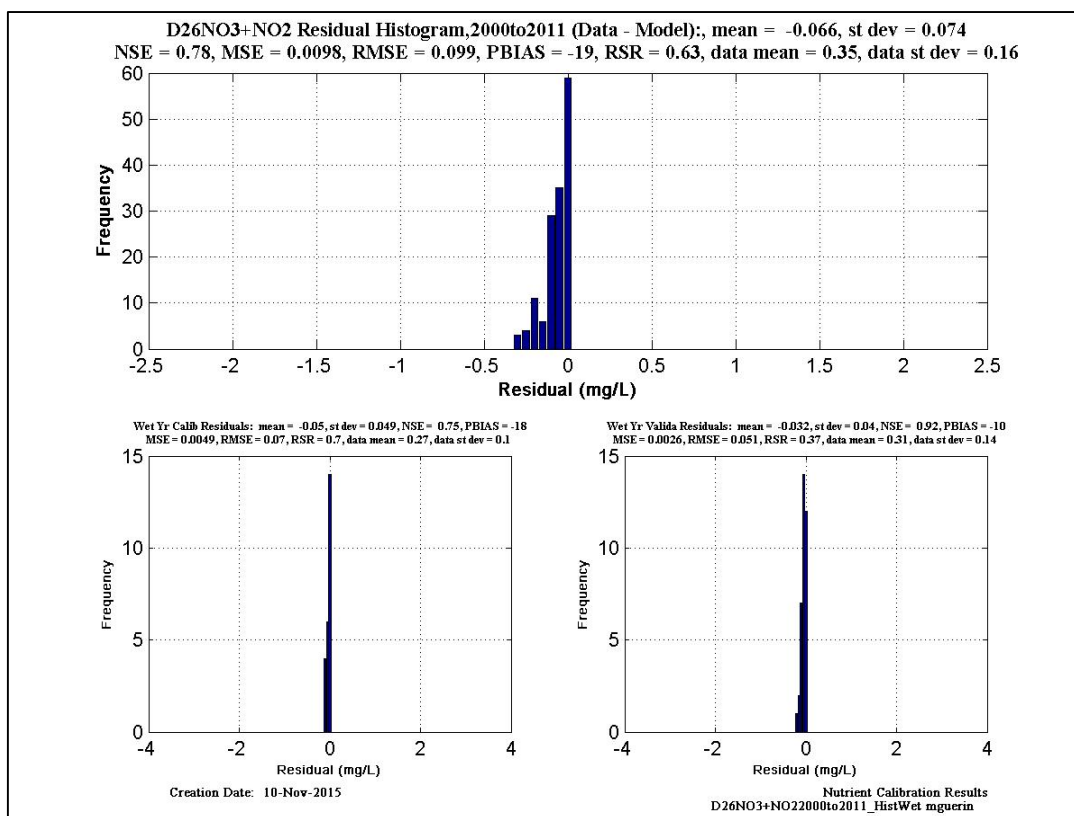 D26NO3+NO2 Residual Histogram,2000to2011 (Data - Model):, mean = -0.066, st dev = 0.074
NSE = 0.78, MSE = 0.0098, RMSE = 0.099, PBIAS = -19, RSR = 0.63, data mean = 0.35, data st dev = 0.16
60
50
40
30
20
10
0
Frequency
-2.5 -2 -1.5 -1 -0.5 0 0.5 1 1.5 2 2.5
Residual (mg/L)
Wet Yr Calib Residuals: mean = -0.05, st dev = 0.049, NSE = 0.75, PBIAS = -18
MSE = 0.0049, RMSE = 0.07, RSR = 0.7, data mean = 0.27, data st dev = 0.1
15
10
5
0
Frequency
-4 -2 0 2 4
Residual (mg/L)
Wet Yr Valida Residuals: mean = -0.032, st dev = 0.04, NSE = 0.92, PBIAS = -10
MSE = 0.0026, RMSE = 0.051, RSR = 0.37, data mean = 0.31, data st dev = 0.14
15
10
5
0
Frequency
-4 -2 0 2 4
Residual (mg/L)
Creation Date: 10-Nov-2015
Nutrient Calibration Results
D26NO3+NO22000to2011_HistWet mguerin